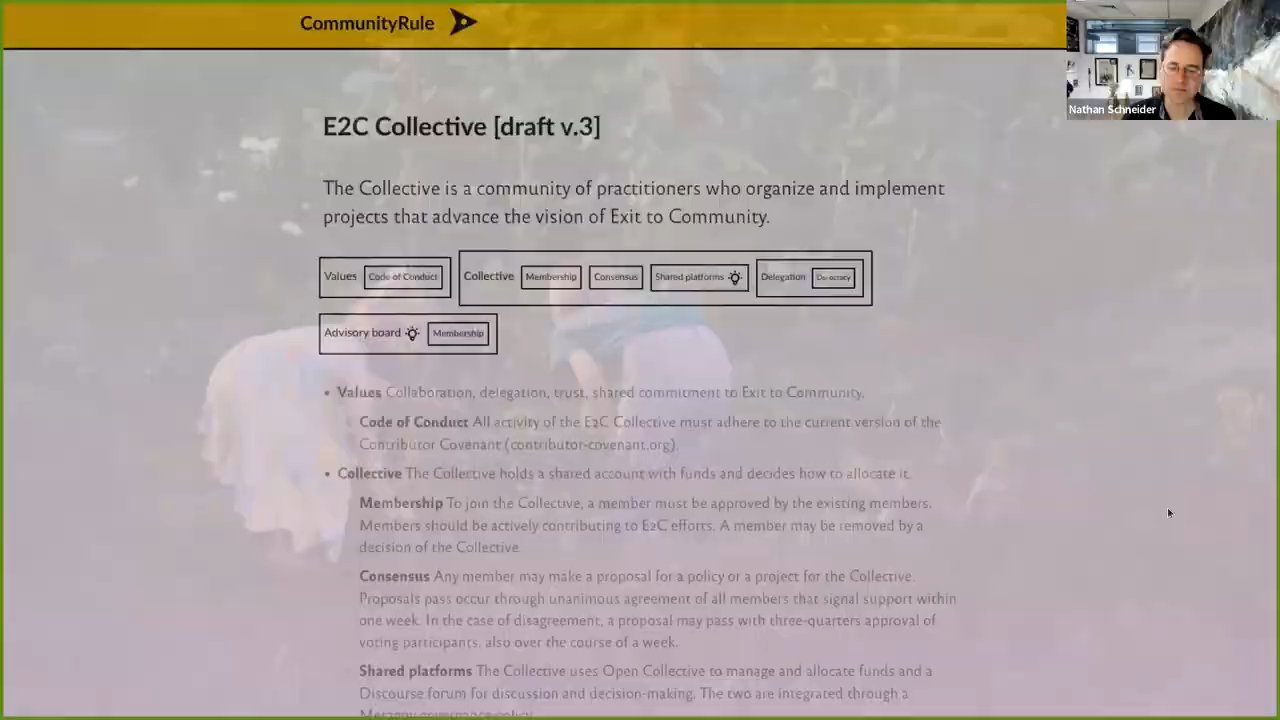 CommunityRule
Nathan Schneider
E2C Collective [draft v.3]
The Collective is a community of practitioners who organize and implement
projects that advance the vision of Exit to Community.
Values Code of Conduct Collective Membership Consensus Shared platforms Delegation
Advisory board Membership
• Values Collaboration, delegation, trust, shared commitment to Exit to Community.
Code of Conduct All activity of the E2C Collective must adhere to the current version of the
Contributor Covenant (contributor-covenant.org).
• Collective The Collective holds a shared account with funds and decides how to allocate it.
Membership To join the Collective, a member must be approved by the existing members.
Members should be actively contributing to E2C efforts. A member may be removed by a
decision of the Collective.
Consensus Any member may make a proposal for a policy or a project for the Collective.
Proposals pass occur through unanimous agreement of all members that signal support within
one week. In the case of disagreement, a proposal may pass with three-quarters approval of
voting participants, also over the course of a week.
Shared platforms The Collective uses Open Collective to manage and allocate funds and a
Discourse forum for discussion and decision-making. The two are integrated through a
governance policy.